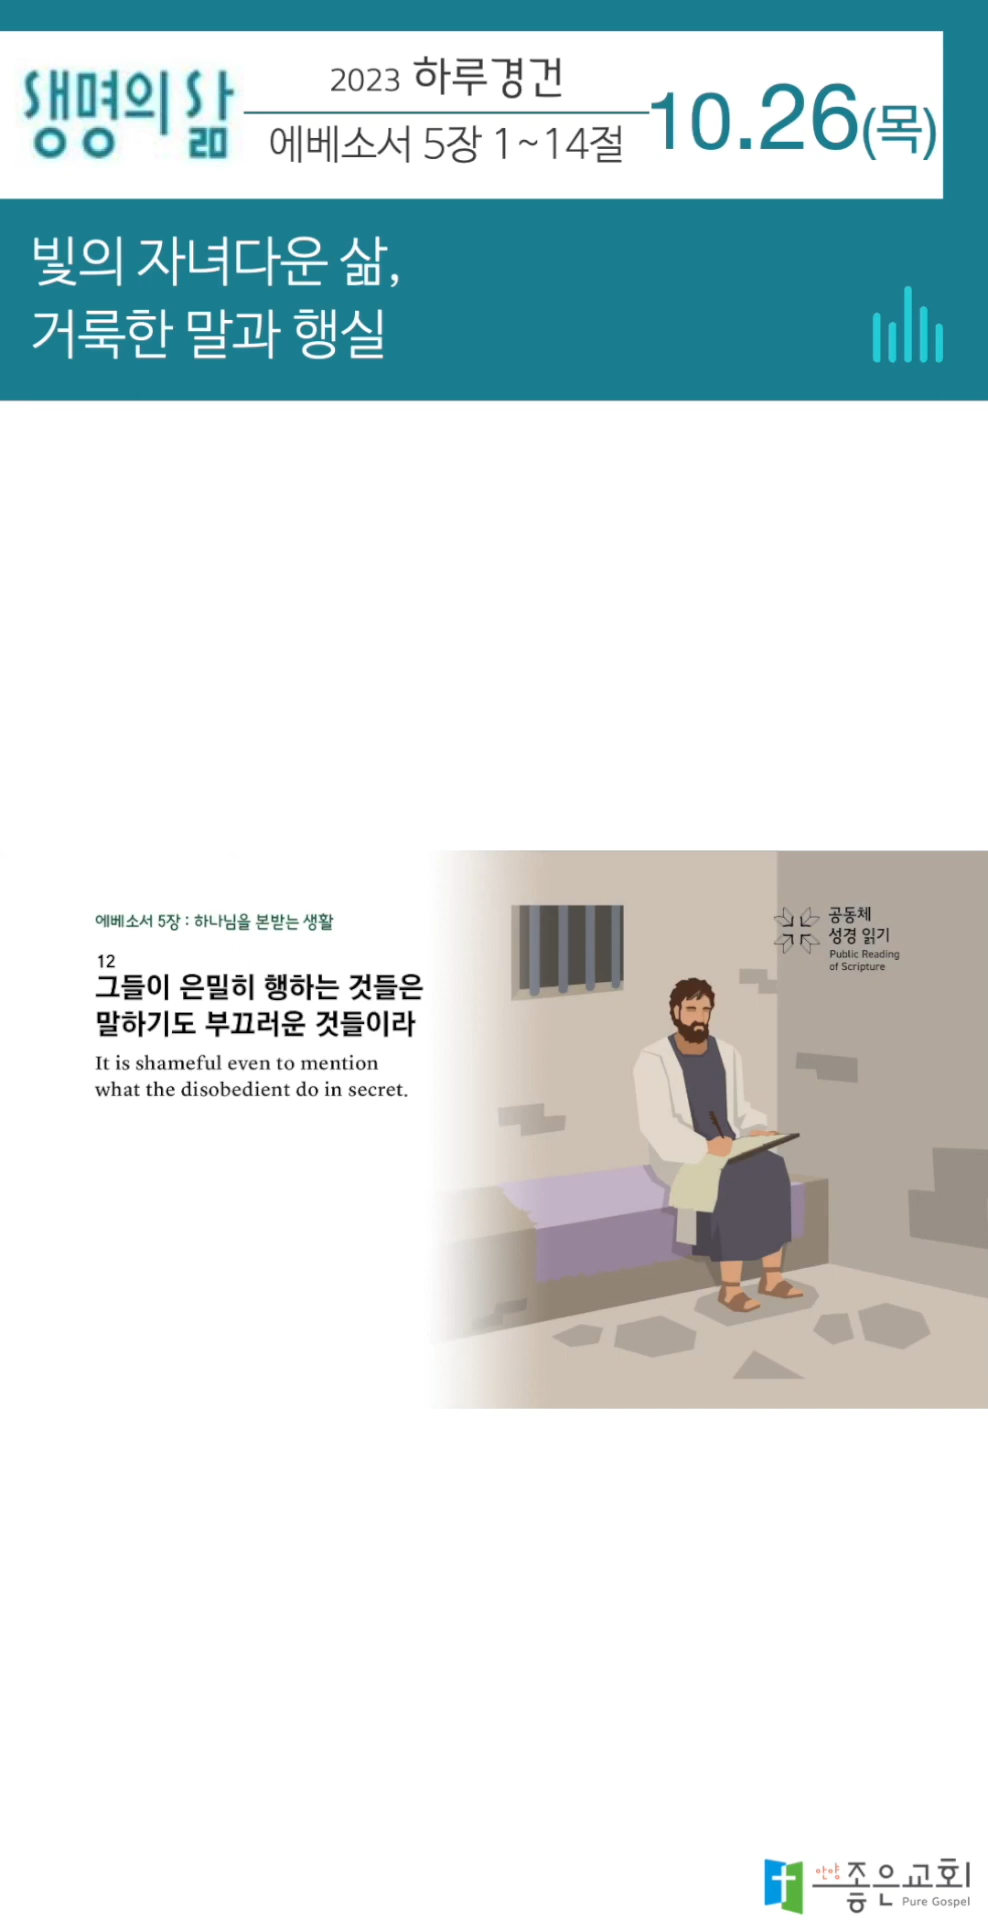 생명의 삶
2023 하루경건
에베소서 5장 1~14절
10.26(목)
빛의 자녀다운 삶,
거룩한 말과 행실
에베소서 5장 : 하나님을 본받는 생활
12
그들이 은밀히 행하는 것들은
말하기도 부끄러운 것들이라
It is shameful even to mention
what the disobedient do in secret.
공동체
성경 읽기
Public Reading
of Scripture
안양 좋은교회
Pure Gospel